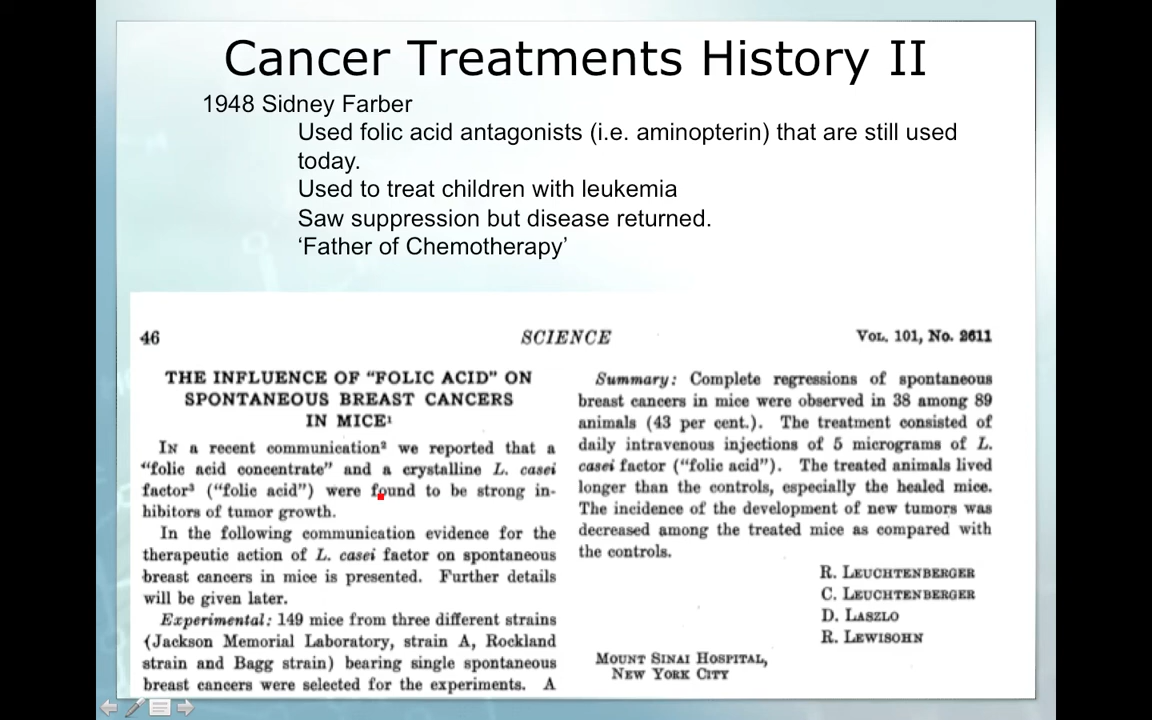 Cancer Treatments History II
1948 Sidney Farber
Used folic acid antagonists (i.e. aminopterin) that are still used
today.
Used to treat children with leukemia
Saw suppression but disease returned.
‘Father of Chemotherapy’
46 SCIENCE VOL. 101, No. 2611
THE INFLUENCE OF "FOLIC ACID" ON
SPONTANEOUS BREAST CANCERS
IN MICE¹
IN a recent communication² we reported that a
"folic acid concentrate" and a crystalline L. casei
factor³ ("folic acid") were found to be strong in-
hibitors of tumor growth.
In the following communication evidence for the
therapeutic action of L. casei factor on spontaneous
breast cancers in mice is presented. Further details
will be given later.
Experimental: 149 mice from three different strains
(Jackson Memorial Laboratory, strain A, Rockland
strain and Bagg strain) bearing single spontaneous
breast cancers were selected for the experiments. A
Summary: Complete regressions of spontaneous
breast cancers in mice were observed in 38 among 89
animals (43 per cent.). The treatment consisted of
daily intravenous injections of 5 micrograms of L.
casei factor ("folic acid"). The treated animals lived
longer than the controls, especially the healed mice.
The incidence of the development of new tumors was
decreased among the treated mice as compared with
the controls.
R. LEUCHTENBERGER
C. LEUCHTENBERGER
D. LASZLO
R. LEWISOHN
MOUNT SINAI HOSPITAL,
NEW YORK CITY